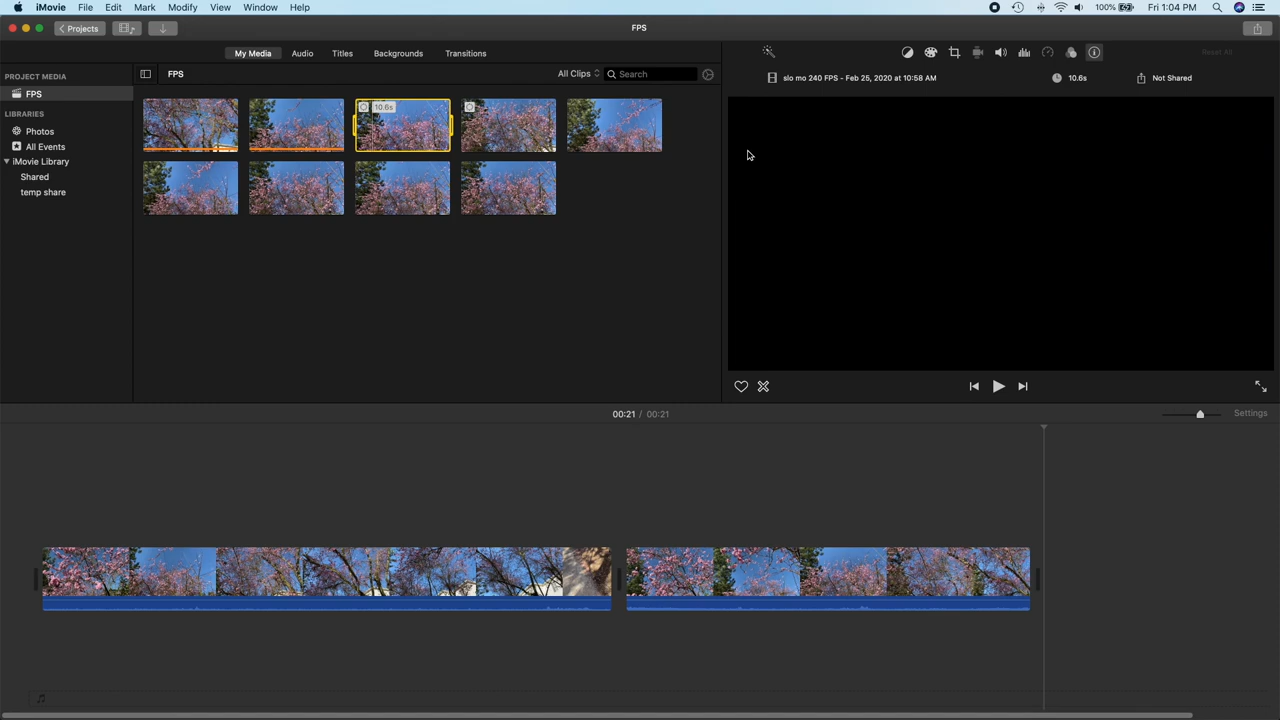 iMovie File Edit Mark Modify View Window Help 100% Fri 1:04 PM
Projects FPS
My Media Audio Titles Backgrounds Transitions Reset All
PROJECT MEDIA FPS All Clips Search slo mo 240 FPS - Feb 25, 2020 at 10:58 AM 10.6s Not Shared
FPS
LIBRARIES 10.6s
Photos
All Events
iMovie Library
Shared
temp share
00:21 / 00:21 Settings